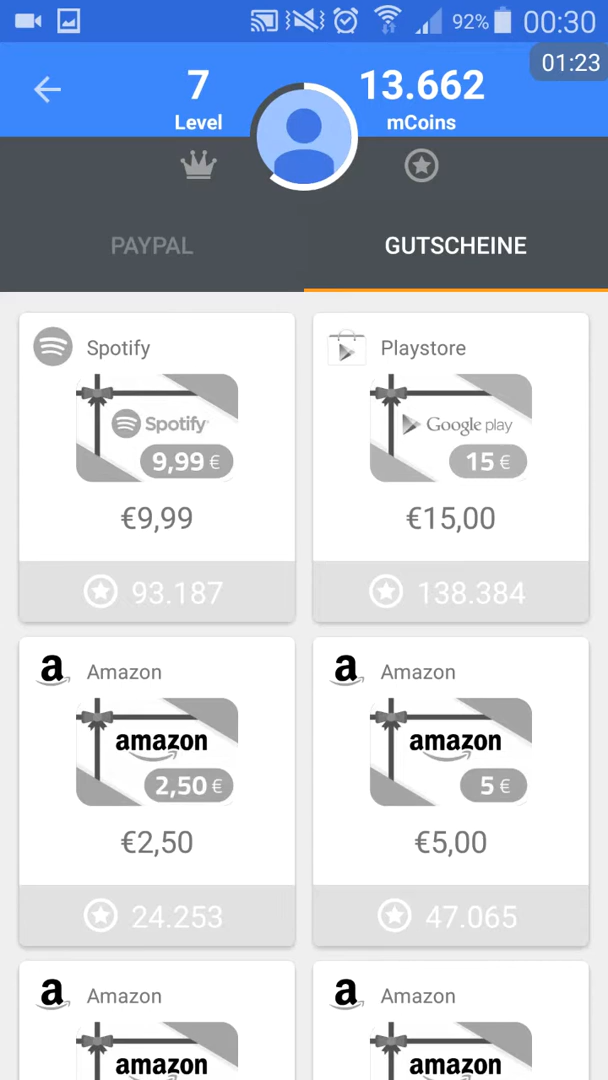 92% 00:30
01:23
7 13.662
Level mCoins
PAYPAL GUTSCHEINE
Spotify Playstore
Spotify Google play
9,99 € 15 €
€9,99 €15,00
93.187 138.384
a Amazon a Amazon
amazon amazon
2,50 € 5 €
€2,50 €5,00
24.253 47.065
a Amazon a Amazon
amazon amazon